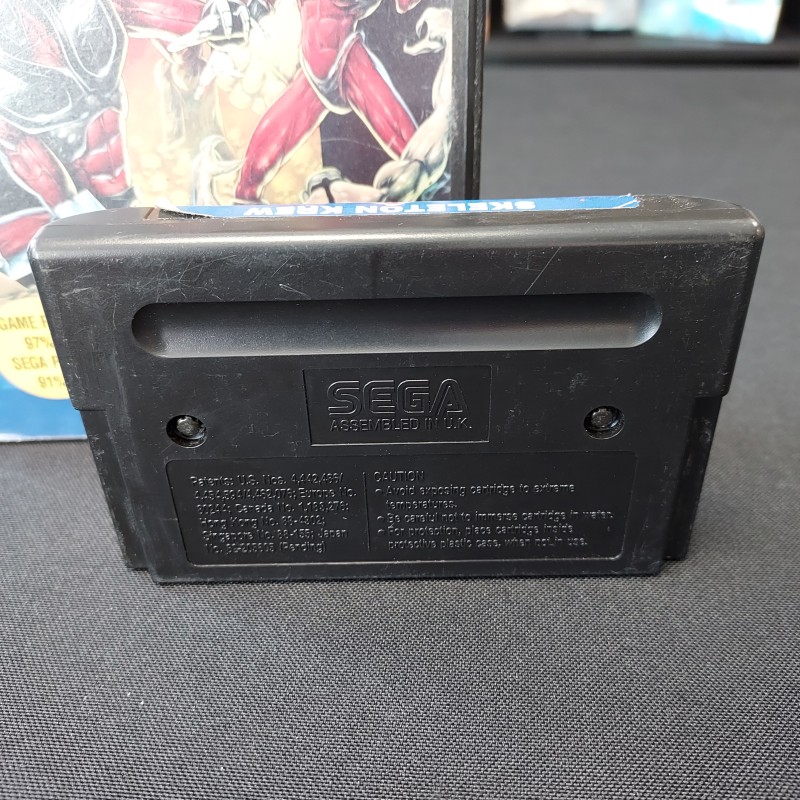 SKELETON KREW
GAME
97%
SEGA
91%
SEGA
ASSEMBLED IN U.K.
Patents: U.S. Nos. 4,442,486/
4,454,594/4,462,076; Europe No.
80244; Canada No. 1,183,276;
Hong Kong No. 88-4302;
Singapore No. 88-155; Japan
No. 82-205605 (Pending)
CAUTION
• Avoid exposing cartridge to extreme
temperatures.
• Be careful not to immerse cartridge in water.
• For protection, place cartridge inside
protective plastic case, when not in use.